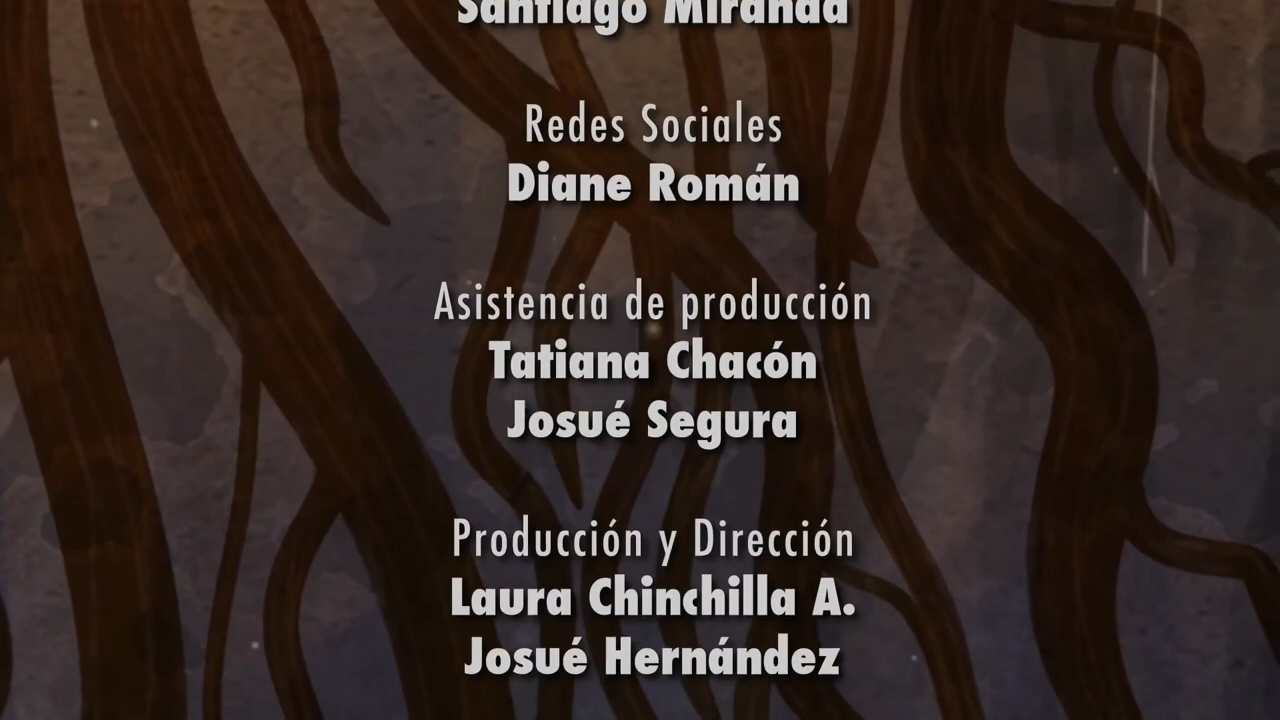 Santiago Miranda
Redes Sociales
Diane Román
Asistencia de producción
Tatiana Chacón
Josué Segura
Producción y Dirección
Laura Chinchilla A.
Josué Hernández